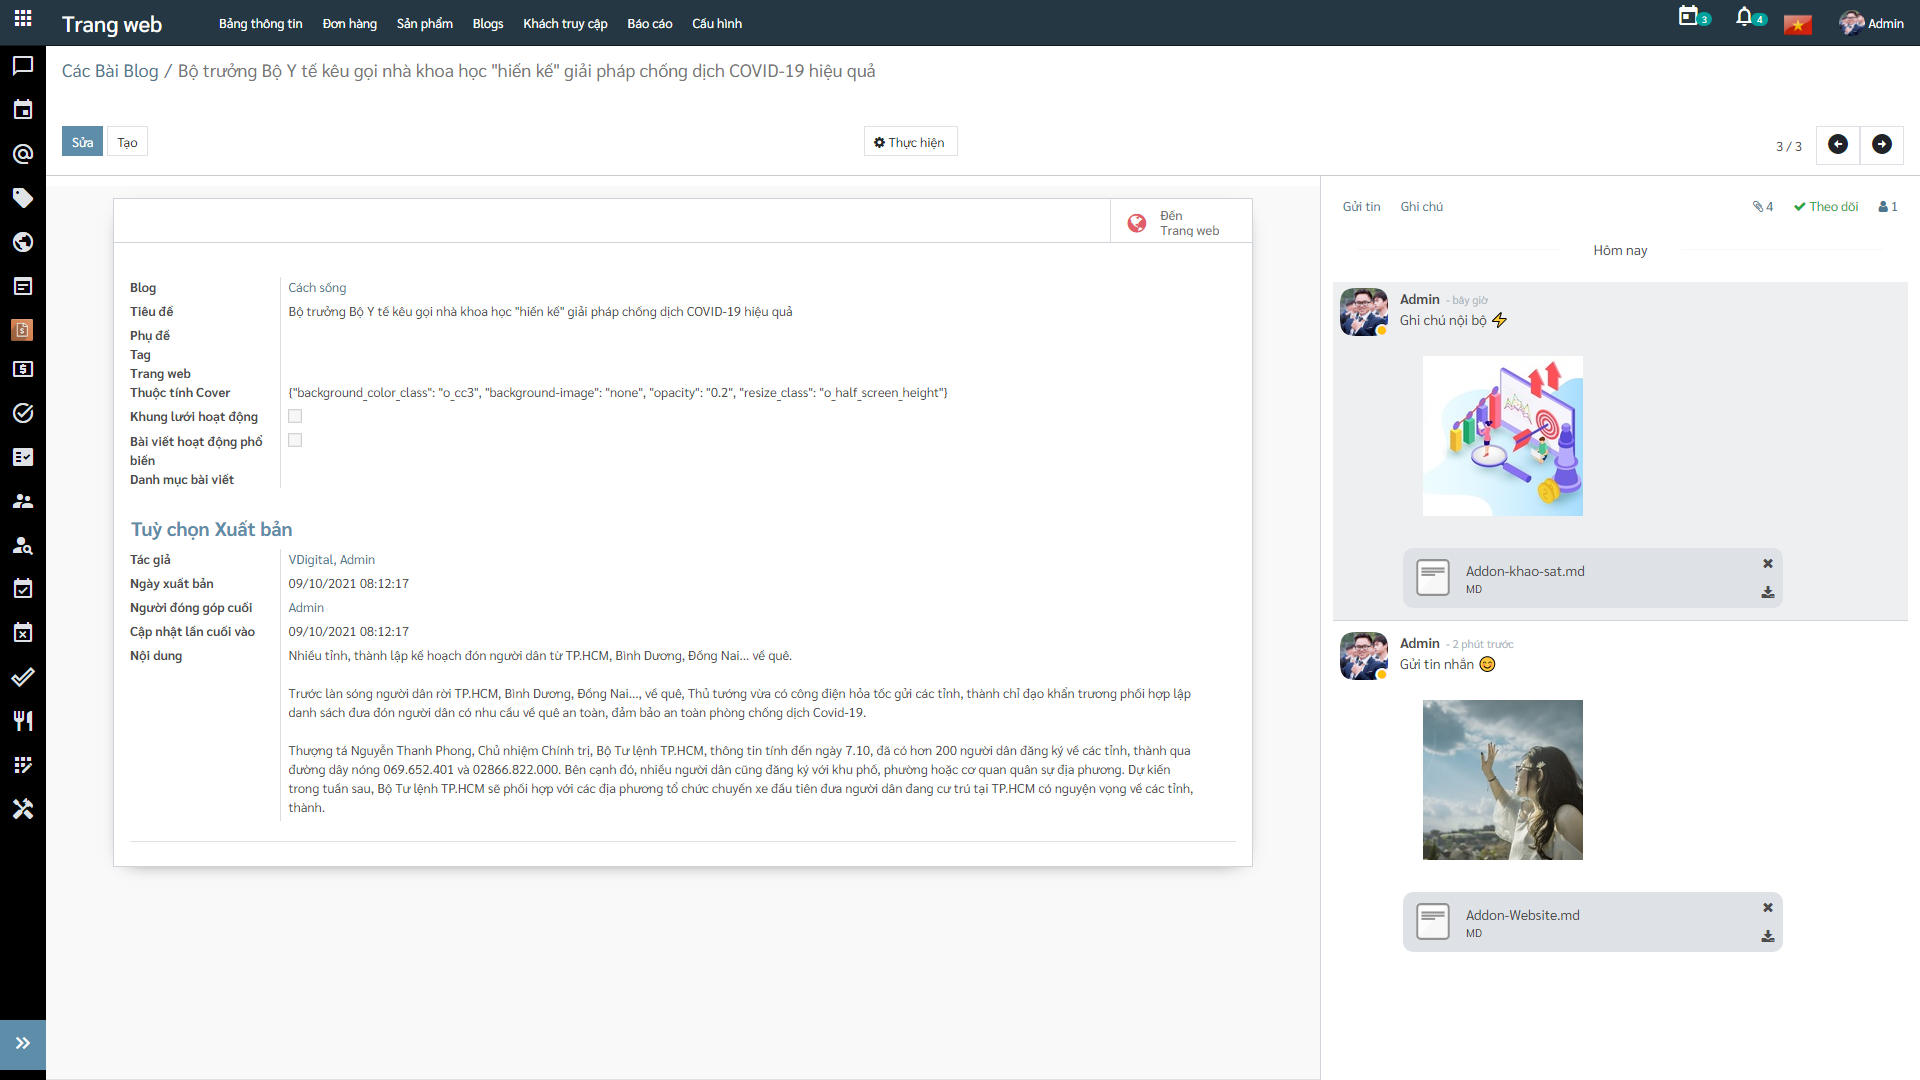 Trang web
Bảng thông tin
Đơn hàng
Sản phẩm
Blogs
Khách truy cập
Báo cáo
Cấu hình
3
4
Admin
Các Bài Blog / Bộ trưởng Bộ Y tế kêu gọi nhà khoa học "hiến kế" giải pháp chống dịch COVID-19 hiệu quả
Sửa
Tạo
Thực hiện
3 / 3
Đến
Trang web
Blog
Cách sống
Tiêu đề
Bộ trưởng Bộ Y tế kêu gọi nhà khoa học "hiến kế" giải pháp chống dịch COVID-19 hiệu quả
Phụ đề
Tag
Trang web
Thuộc tính Cover
{"background_color_class": "o_cc3", "background-image": "none", "opacity": "0.2", "resize_class": "o_half_screen_height"}
Khung lưới hoạt động
Bài viết hoạt động phổ
biến
Danh mục bài viết
Tuỳ chọn Xuất bản
Tác giả
VDigital, Admin
Ngày xuất bản
09/10/2021 08:12:17
Người đóng góp cuối
Admin
Cập nhật lần cuối vào
09/10/2021 08:12:17
Nội dung
Nhiều tỉnh, thành lập kế hoạch đón người dân từ TP.HCM, Bình Dương, Đồng Nai... về quê.
Trước làn sóng người dân rời TP.HCM, Bình Dương, Đồng Nai..., về quê, Thủ tướng vừa có công điện hỏa tốc gửi các tỉnh, thành chỉ đạo khẩn trương phối hợp lập
danh sách đưa đón người dân có nhu cầu về quê an toàn, đảm bảo an toàn phòng chống dịch Covid-19.
Thượng tá Nguyễn Thanh Phong, Chủ nhiệm Chính trị, Bộ Tư lệnh TP.HCM, thông tin tính đến ngày 7.10, đã có hơn 200 người dân đăng ký về các tỉnh, thành qua
đường dây nóng 069.652.401 và 02866.822.000. Bên cạnh đó, nhiều người dân cũng đăng ký với khu phố, phường hoặc cơ quan quân sự địa phương. Dự kiến
trong tuần sau, Bộ Tư lệnh TP.HCM sẽ phối hợp với các địa phương tổ chức chuyến xe đầu tiên đưa người dân đang cư trú tại TP.HCM có nguyện vọng về các tỉnh,
thành.
Gửi tin
Ghi chú
4
Theo dõi
1
Hôm nay
Admin - bây giờ
Ghi chú nội bộ ⚡
Addon-khao-sat.md
MD
Admin - 2 phút trước
Gửi tin nhắn 😊
Addon-Website.md
MD